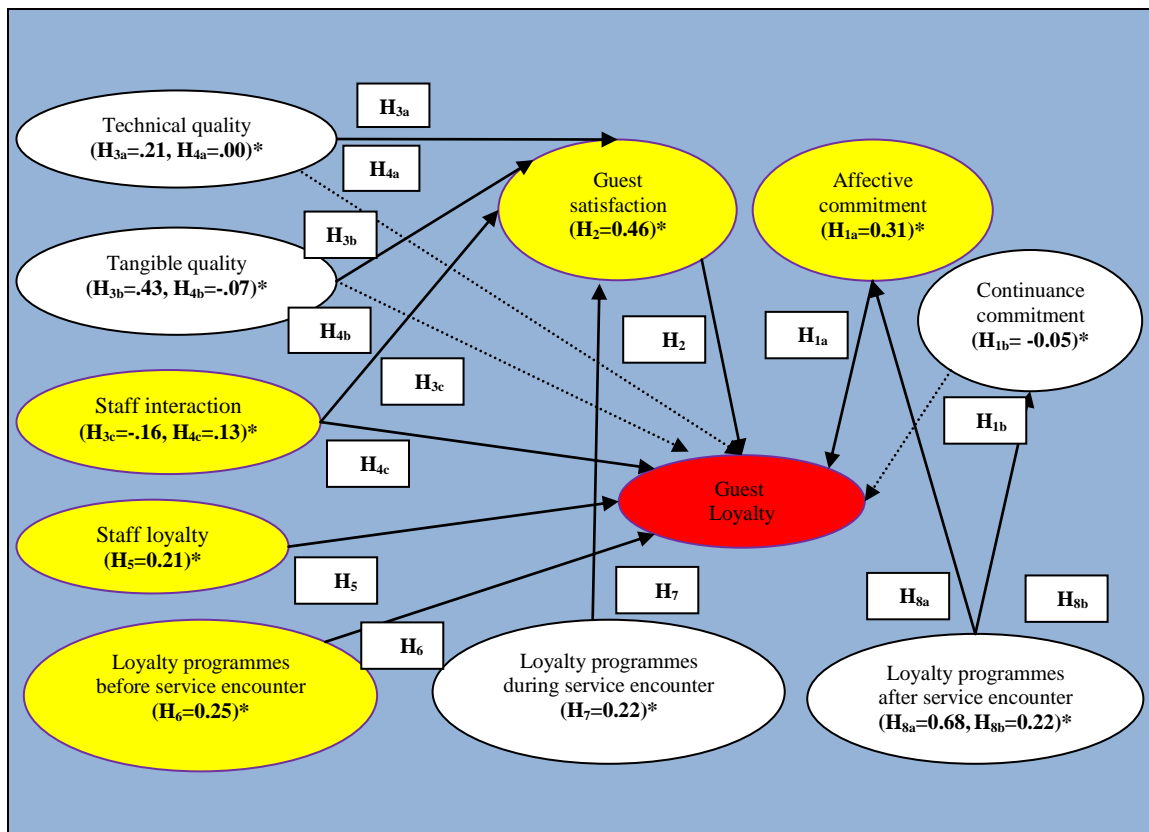 H3a
Technical quality
(H3a=.21, H4a=.00)*
H4a
Guest
satisfaction
(H2=0.46)*
Affective
commitment
(H1a=0.31)*
H3b
Tangible quality
(H3b=.43, H4b=-.07)*
Continuance
commitment
(H1b= -0.05)*
H4b
H2
H1a
H3c
Staff interaction
(H3c=-.16, H4c=.13)*
H1b
H4c
Guest
Loyalty
Staff loyalty
(H5=0.21)*
H5
H7
H8a
H8b
H6
Loyalty programmes
before service encounter
(H6=0.25)*
Loyalty programmes
during service encounter
(H7=0.22)*
Loyalty programmes
after service encounter
(H8a=0.68, H8b=0.22)*